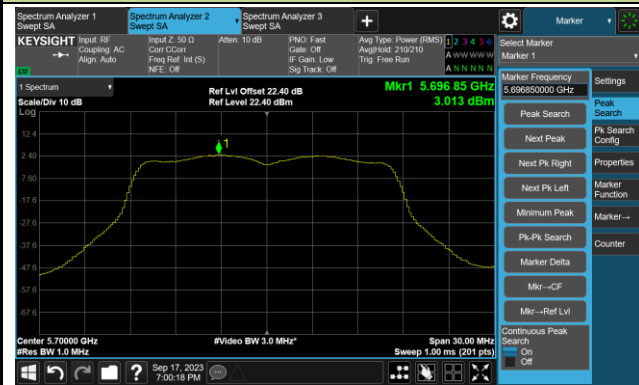 Spectrum Analyzer 1
Swept SA
Spectrum Analyzer 2
Swept SA
Spectrum Analyzer 3
Swept SA
+
Marker
KEYSIGHT
LXI
Input: RF
Coupling: AC
Align: Auto
Input Z: 50 Ω
Corr CCorr
Freq Ref: Int (S)
NFE: Off
Atten: 10 dB
PNO: Fast
Gate: Off
IF Gain: Low
Sig Track: Off
Avg Type: Power (RMS)
Avg|Hold: 210/210
Trig: Free Run
1 2 3 4 5 6
A W W W W W
A N N N N N
Select Marker
Marker 1
1 Spectrum
Scale/Div 10 dB
Log
Ref Lvl Offset 22.40 dB
Ref Level 22.40 dBm
Mkr1 5.696 85 GHz
3.013 dBm
1
12.4
2.40
-7.60
-17.6
-27.6
-37.6
-47.6
-57.6
-67.6
Center 5.70000 GHz
#Res BW 1.0 MHz
#Video BW 3.0 MHz*
Span 30.00 MHz
Sweep 1.00 ms (201 pts)
Marker Frequency
5.696850000 GHz
Peak Search
Next Peak
Next Pk Right
Next Pk Left
Minimum Peak
Pk-Pk Search
Marker Delta
Mkr→CF
Mkr→Ref Lvl
Continuous Peak
Search
On
Off
Settings
Peak
Search
Pk Search
Config
Properties
Marker
Function
Marker→
Counter
?
Sep 17, 2023
7:00:18 PM